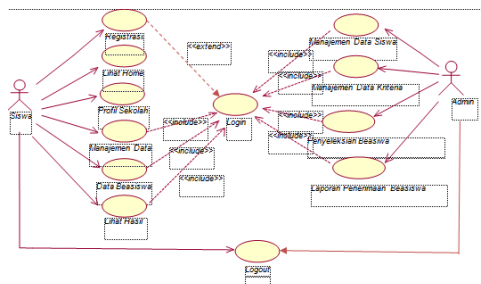 Registrasi
<<extend>>
Lihat Home
Profil Sekolah
Siswa
<<include>>
Manajemen Data
<<include>>
Data Beasiswa
<<include>>
Lihat Hasil
Login
<<include>>
Manajemen Data Siswa
<<include>>
Manajemen Data Kriteria
<<include>>
Penyeleksian Beasiswa
<<include>>
Laporan Penerimaan Beasiswa
Admin
Logout